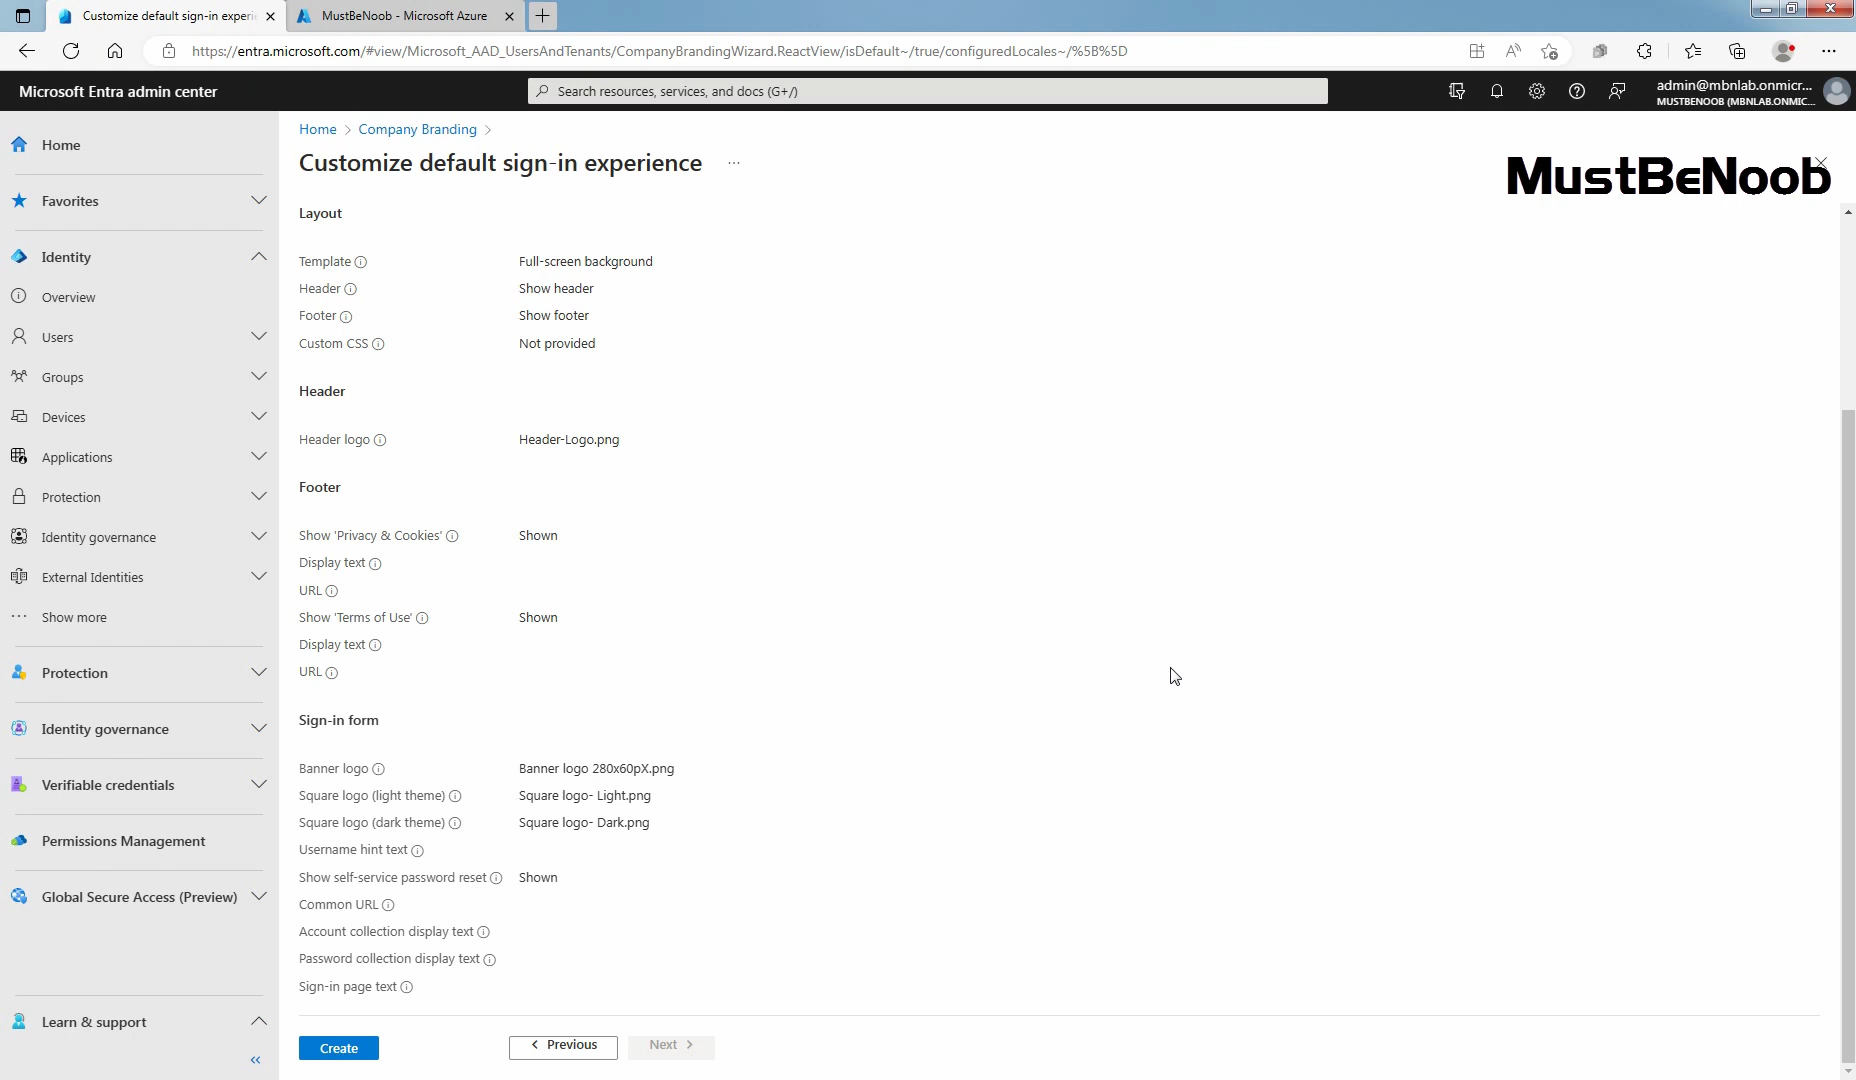 Customize default sign-in experie
MustBeNoob - Microsoft Azure
https://entra.microsoft.com/#view/Microsoft_AAD_UsersAndTenants/CompanyBrandingWizard.ReactView/isDefault~/true/configuredLocales~/%5B%5D
Microsoft Entra admin center
Search resources, services, and docs (G+/)
admin@mbnlab.onmicr...
MUSTBENOOB (MBNLAB.ONMIC...
Home
Favorites
Identity
Overview
Users
Groups
Devices
Applications
Protection
Identity governance
External Identities
Show more
Protection
Identity governance
Verifiable credentials
Permissions Management
Global Secure Access (Preview)
Learn & support
Home > Company Branding >
Customize default sign-in experience ...
MustBeNoob
Layout
Template Full-screen background
Header Show header
Footer Show footer
Custom CSS Not provided
Header
Header logo Header-Logo.png
Footer
Show 'Privacy & Cookies' Shown
Display text
URL
Show 'Terms of Use' Shown
Display text
URL
Sign-in form
Banner logo Banner logo 280x60pX.png
Square logo (light theme) Square logo- Light.png
Square logo (dark theme) Square logo- Dark.png
Username hint text
Show self-service password reset Shown
Common URL
Account collection display text
Password collection display text
Sign-in page text
Create < Previous Next >